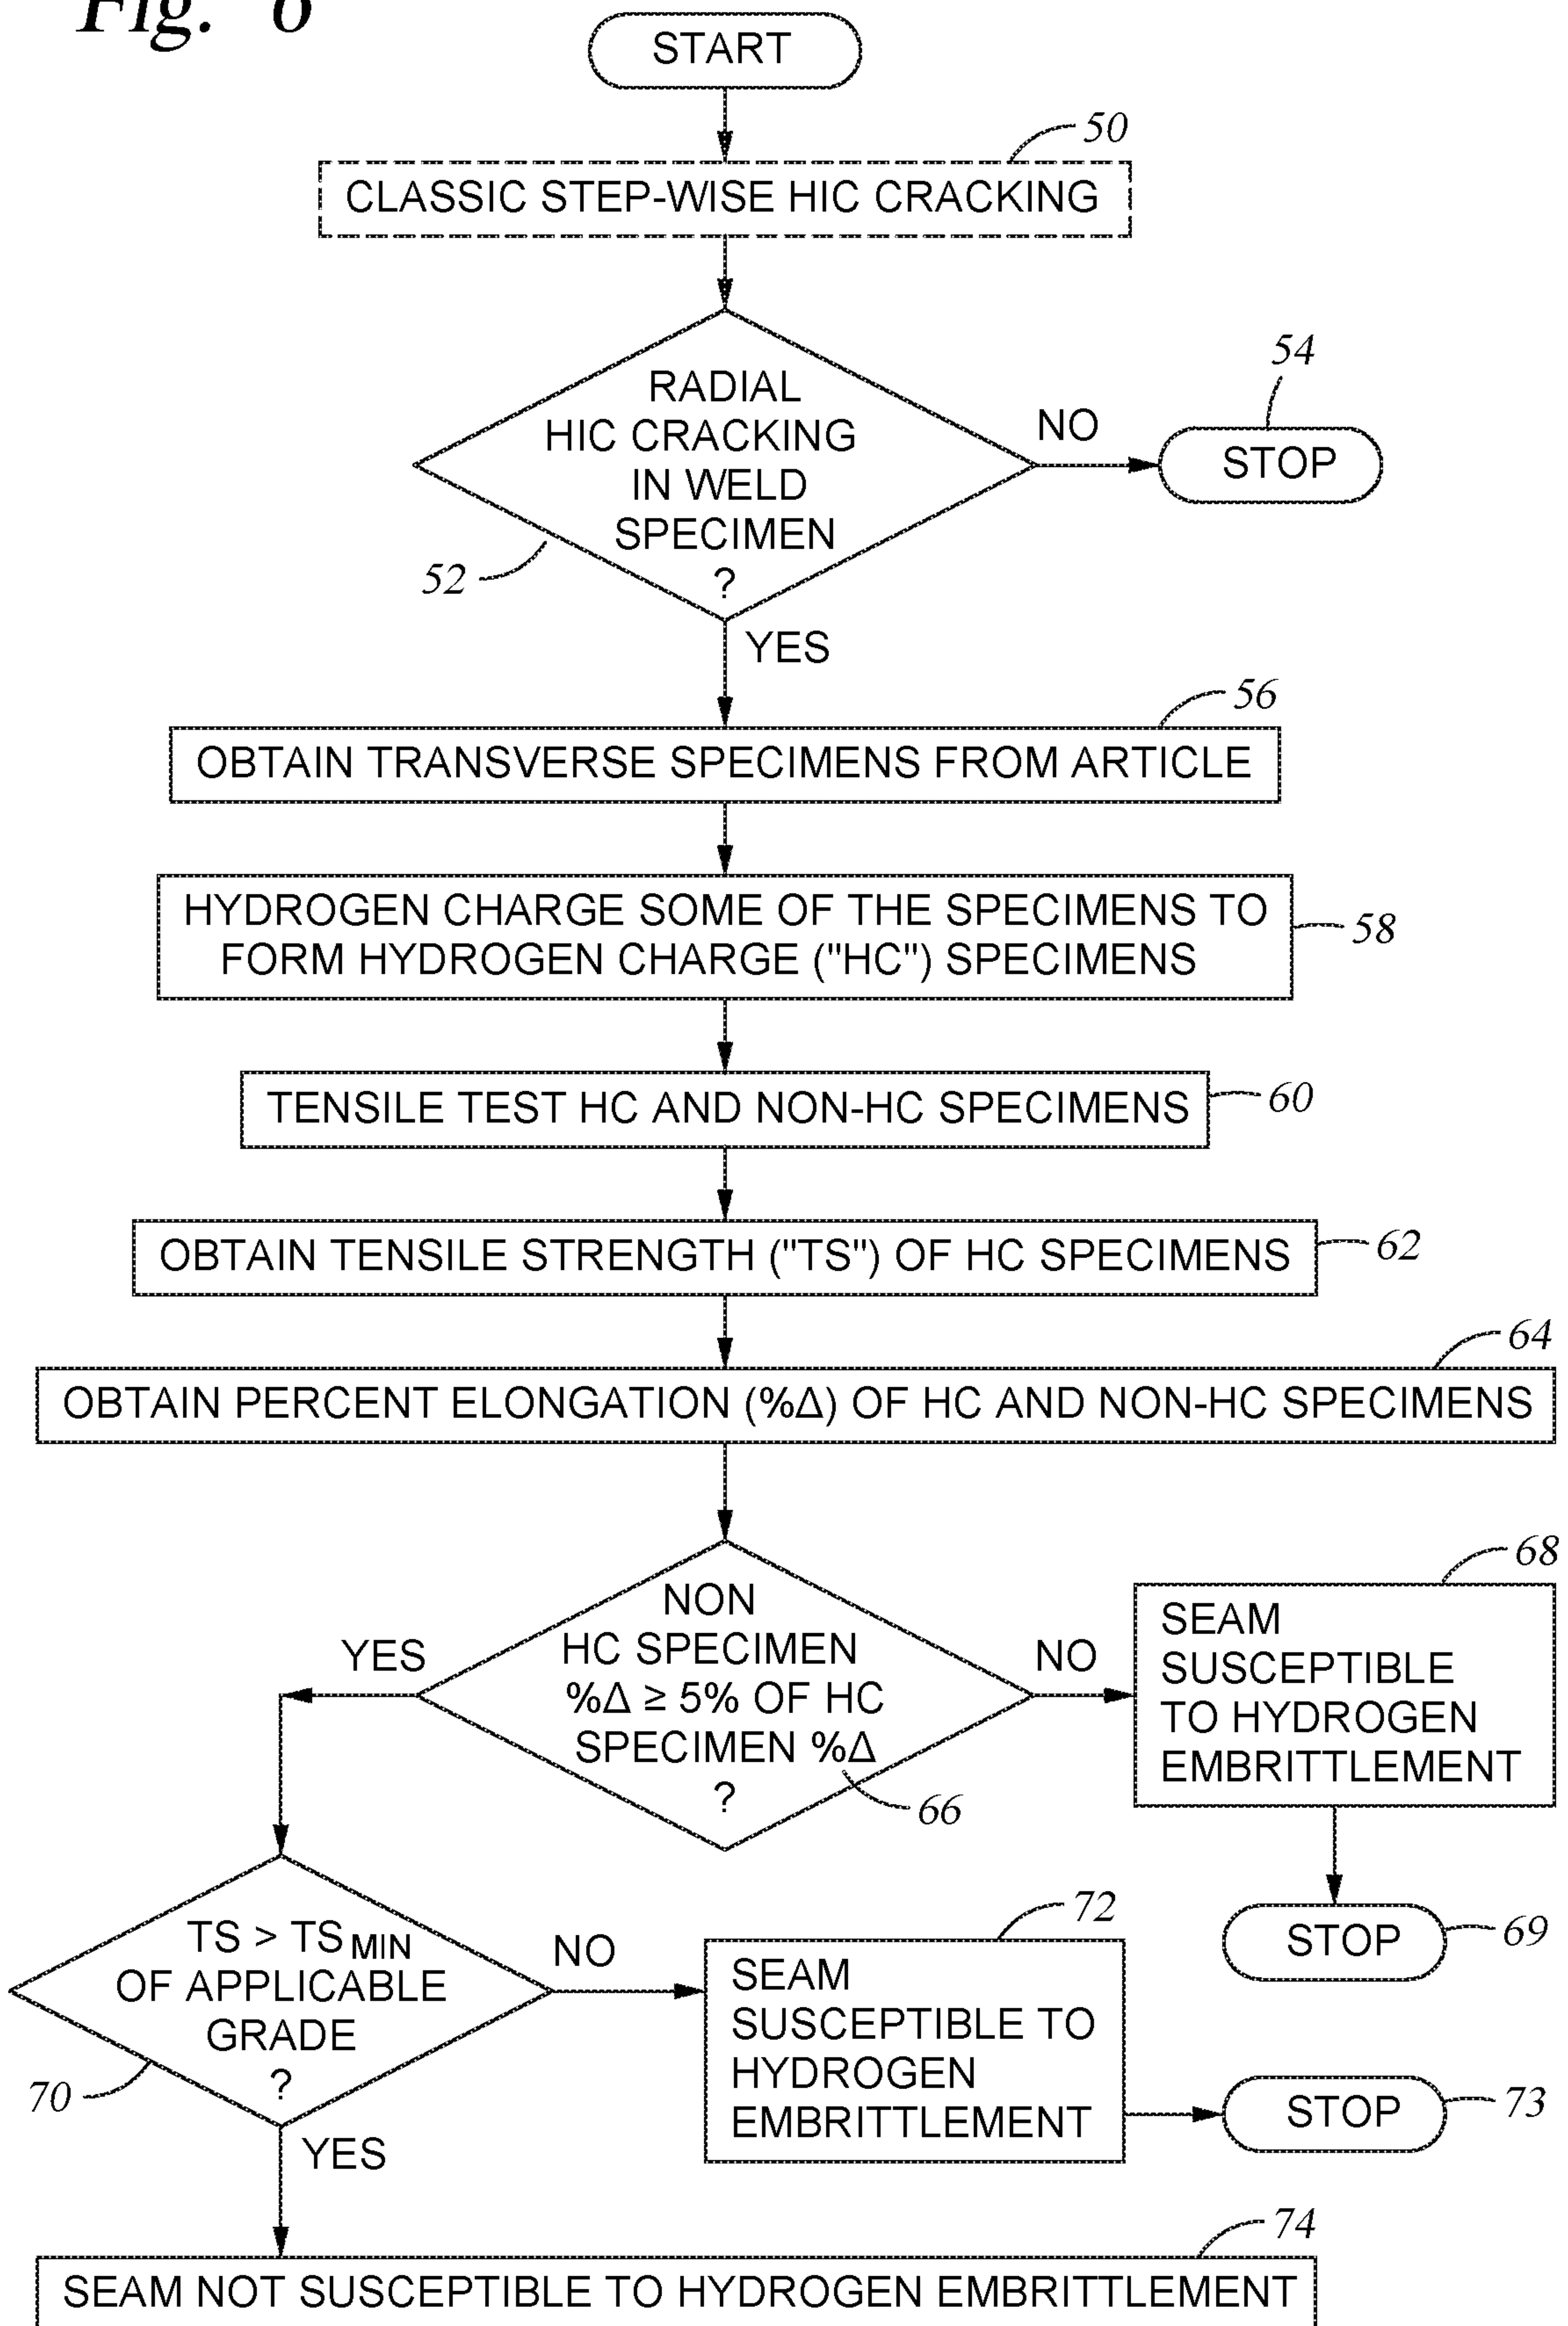 Fig.
START
50
CLASSIC STEP-WISE HIC CRACKING
RADIAL
HIC CRACKING
IN WELD
SPECIMEN
?
52
NO
54
STOP
YES
56
OBTAIN TRANSVERSE SPECIMENS FROM ARTICLE
HYDROGEN CHARGE SOME OF THE SPECIMENS TO
FORM HYDROGEN CHARGE ("HC") SPECIMENS
58
TENSILE TEST HC AND NON-HC SPECIMENS
60
OBTAIN TENSILE STRENGTH ("TS") OF HC SPECIMENS
62
64
OBTAIN PERCENT ELONGATION (%Δ) OF HC AND NON-HC SPECIMENS
NON
HC SPECIMEN
%Δ ≥ 5% OF HC
SPECIMEN %Δ
?
66
YES
NO
68
SEAM
SUSCEPTIBLE
TO HYDROGEN
EMBRITTLEMENT
STOP
69
TS > TS MIN
OF APPLICABLE
GRADE
?
70
NO
72
SEAM
SUSCEPTIBLE TO
HYDROGEN
EMBRITTLEMENT
STOP
73
YES
74
SEAM NOT SUSCEPTIBLE TO HYDROGEN EMBRITTLEMENT